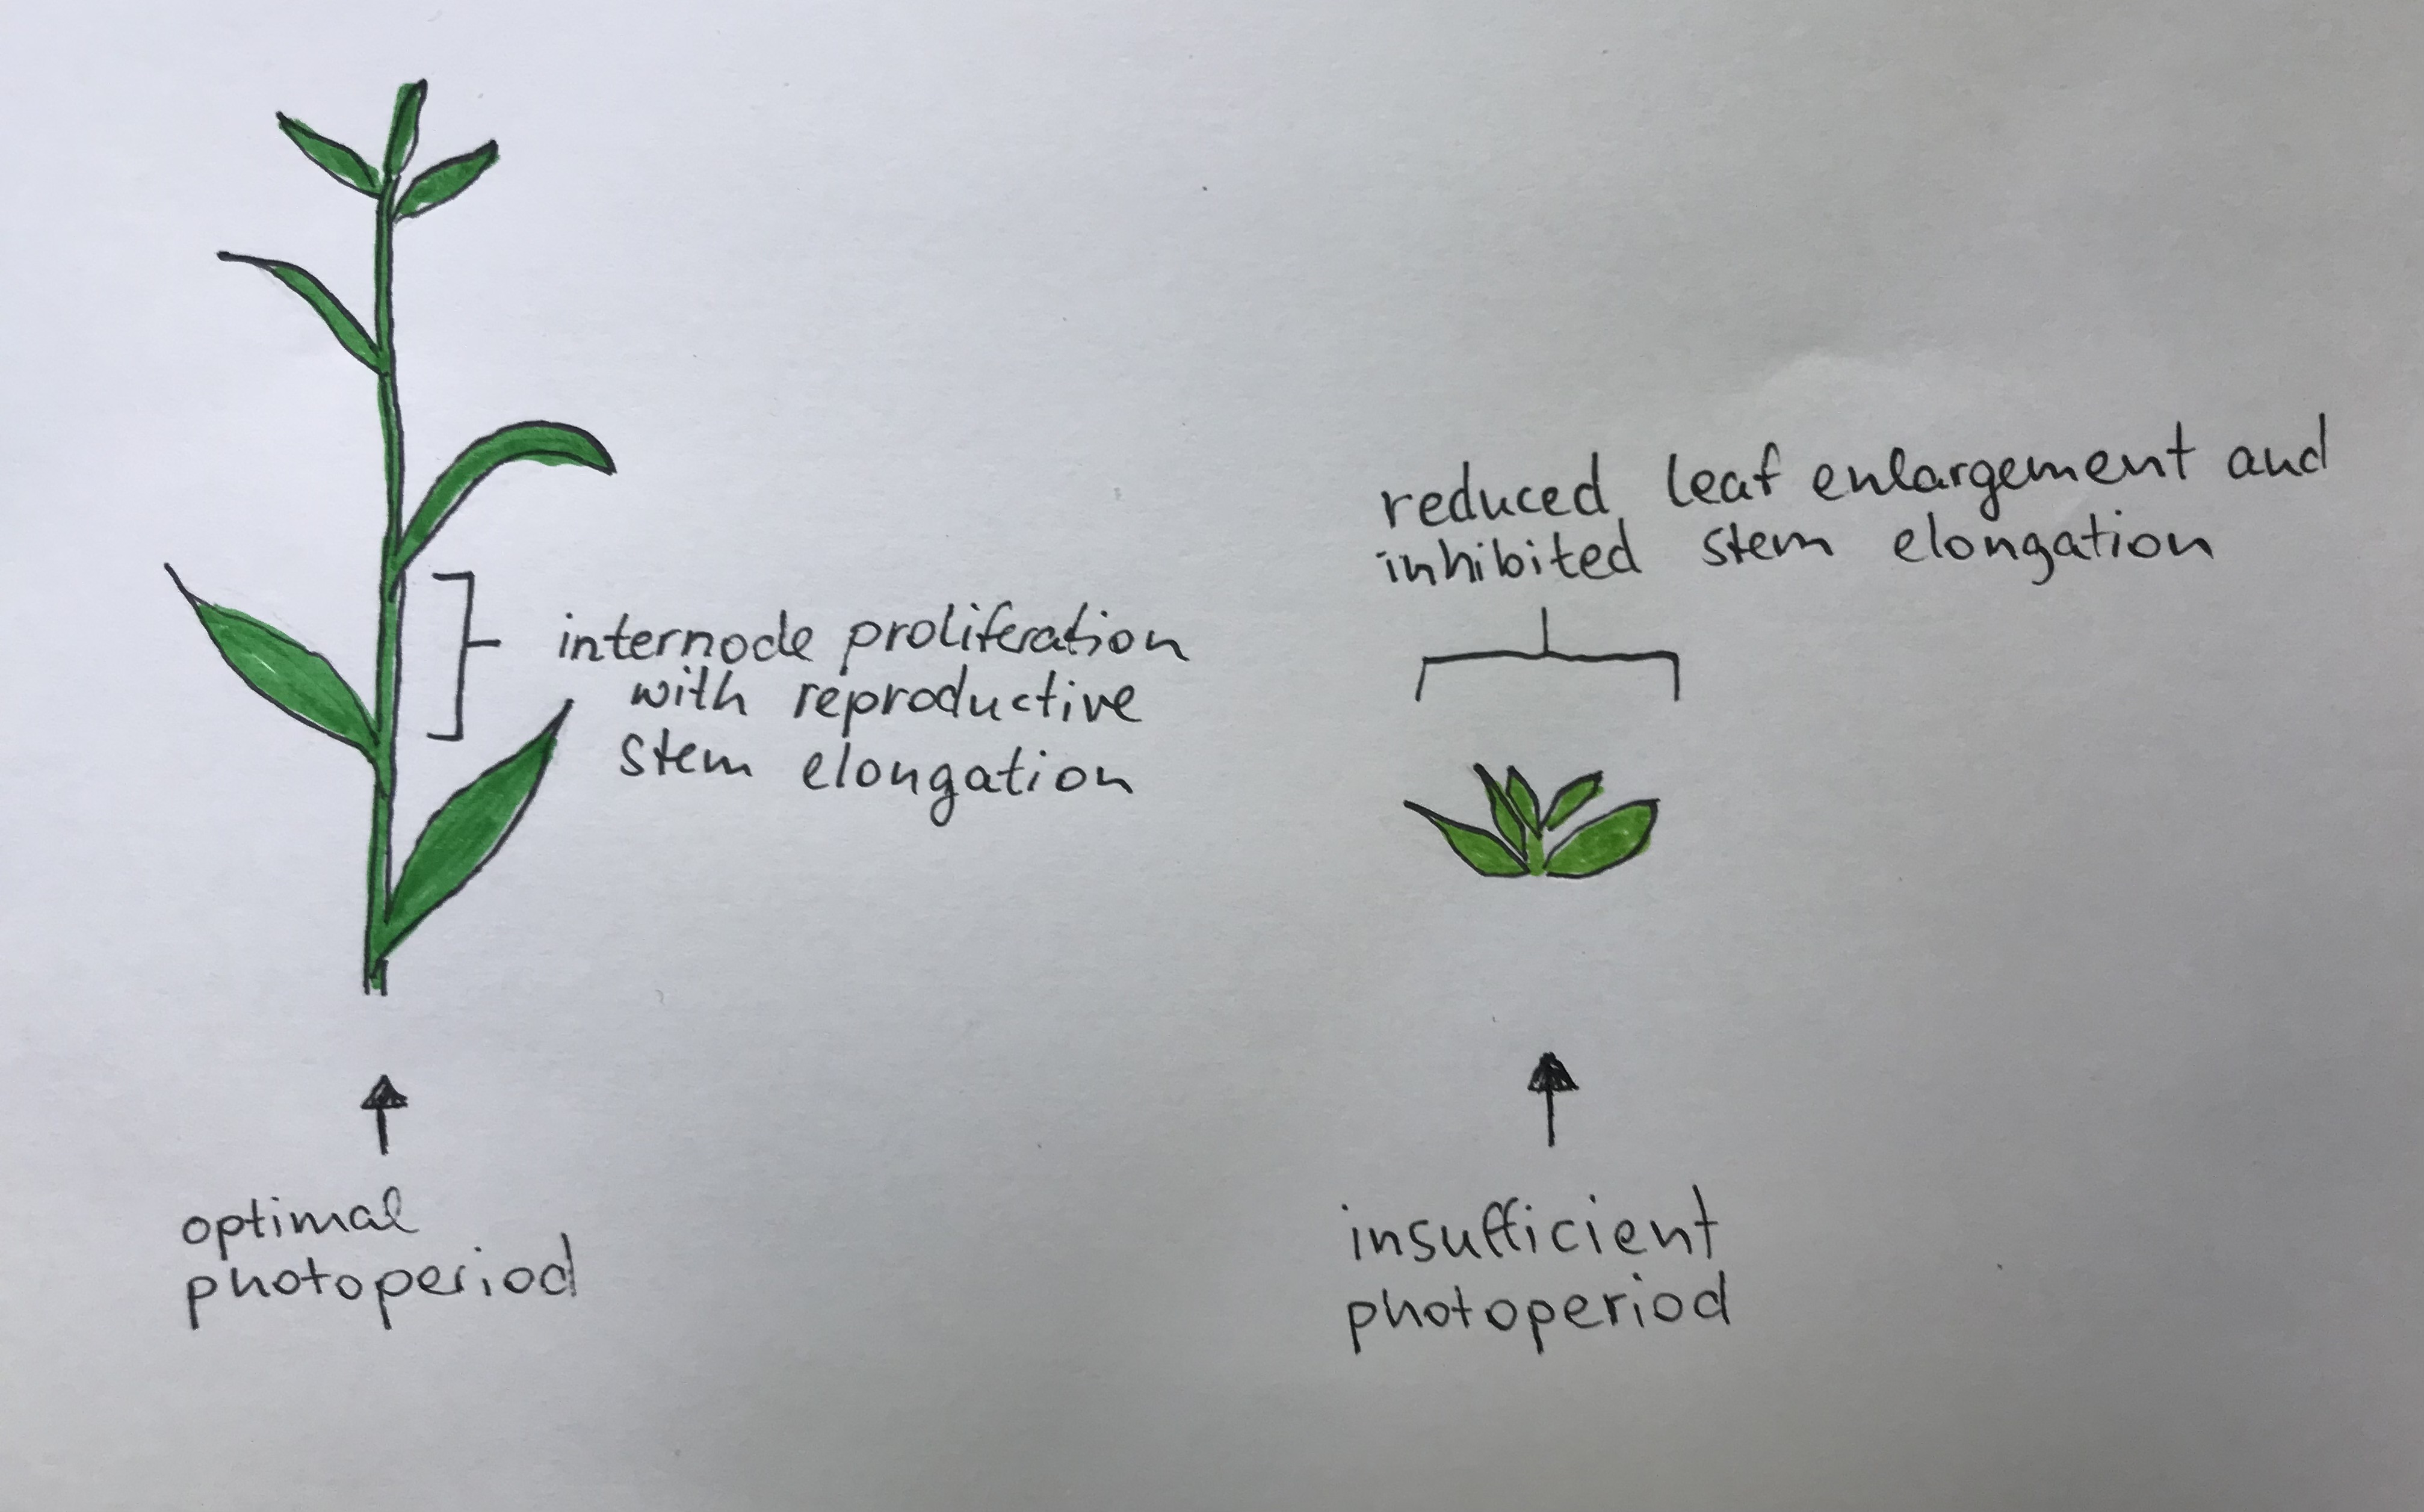 internode proliferation
with reproductive
stem elongation
optimal
photoperiod
reduced leaf enlargement and
inhibited stem elongation
insufficient
photoperiod